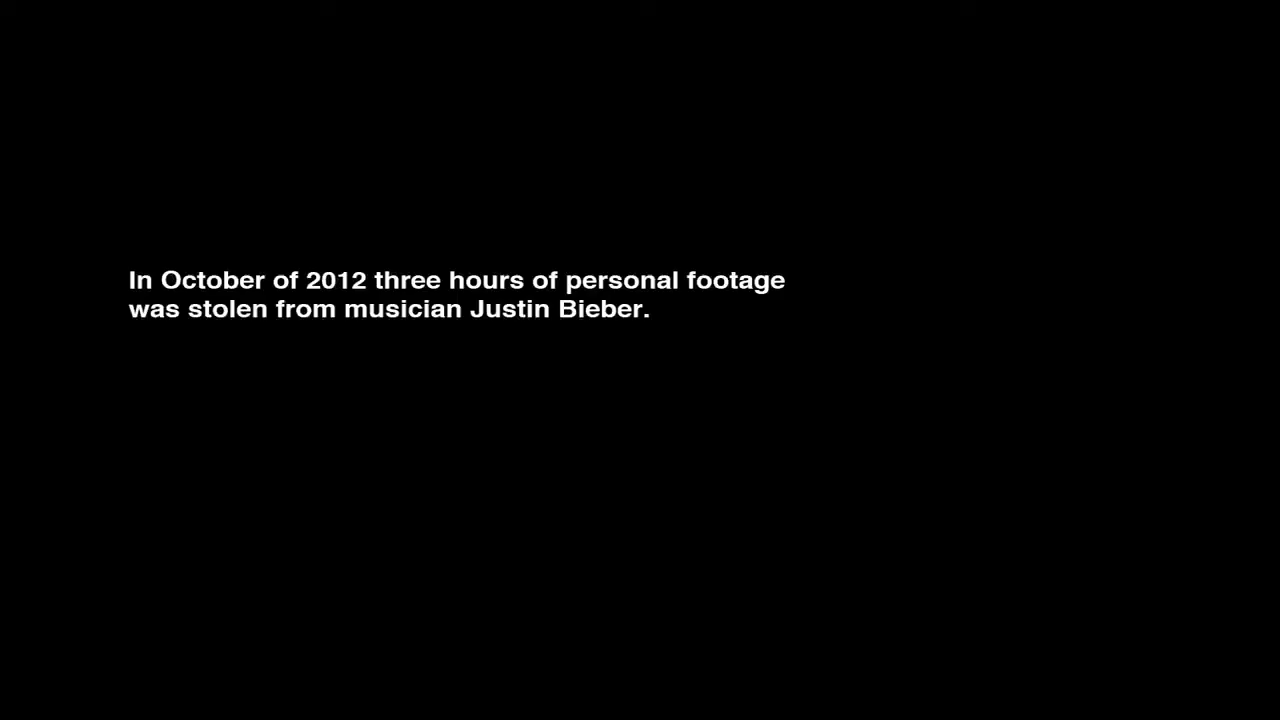 In October of 2012 three hours of personal footage
was stolen from musician Justin Bieber.